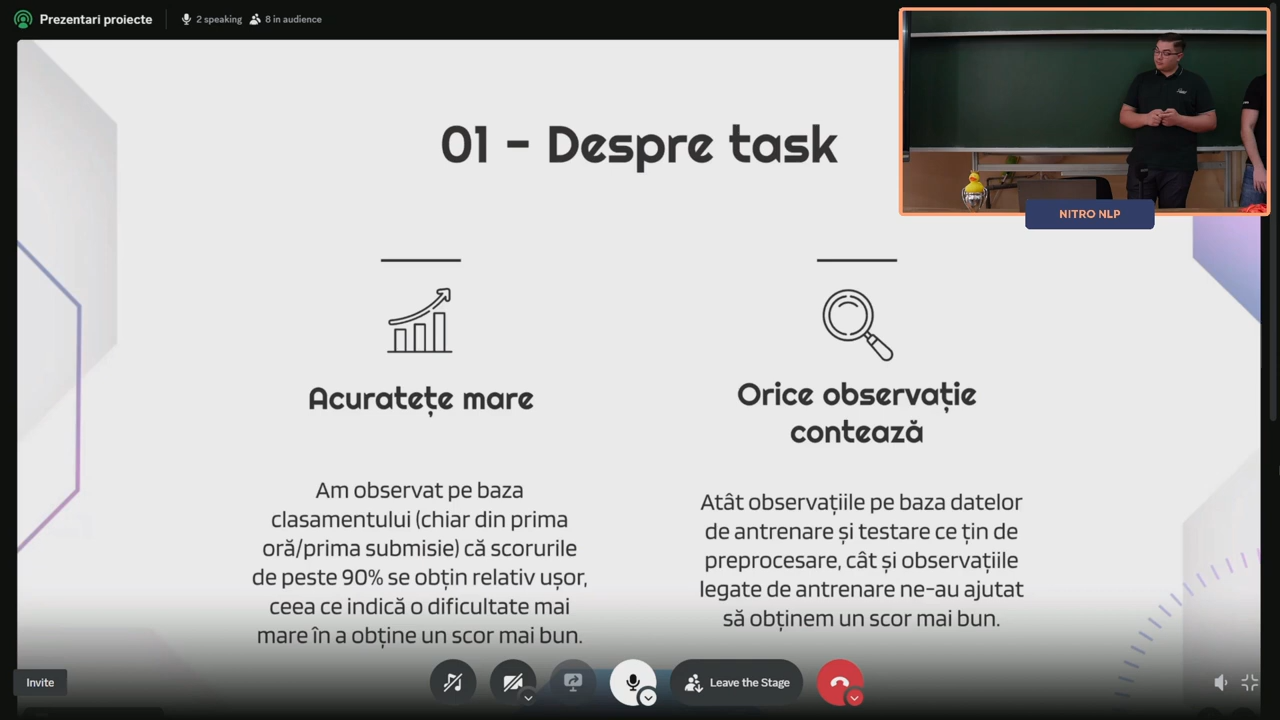 Prezentari proiecte
2 speaking
8 in audience
NITRO NLP
01 - Despre task
Acuratețe mare
Am observat pe baza
clasamentului (chiar din prima
oră/prima submisie) că scorurile
de peste 90% se obțin relativ ușor,
ceea ce indică o dificultate mai
mare în a obține un scor mai bun.
Orice observație
contează
Atât observațiile pe baza datelor
de antrenare și testare ce țin de
preprocesare, cât și observațiile
legate de antrenare ne-au ajutat
să obținem un scor mai bun.
Invite
Leave the Stage